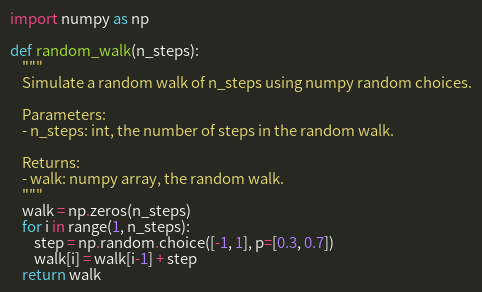 import numpy as np

def random_walk(n_steps):
    """
    Simulate a random walk of n_steps using numpy random choices.

    Parameters:
    - n_steps: int, the number of steps in the random walk.

    Returns:
    - walk: numpy array, the random walk.
    """
    walk = np.zeros(n_steps)
    for i in range(1, n_steps):
        step = np.random.choice([-1, 1], p=[0.3, 0.7])
        walk[i] = walk[i-1] + step
    return walk